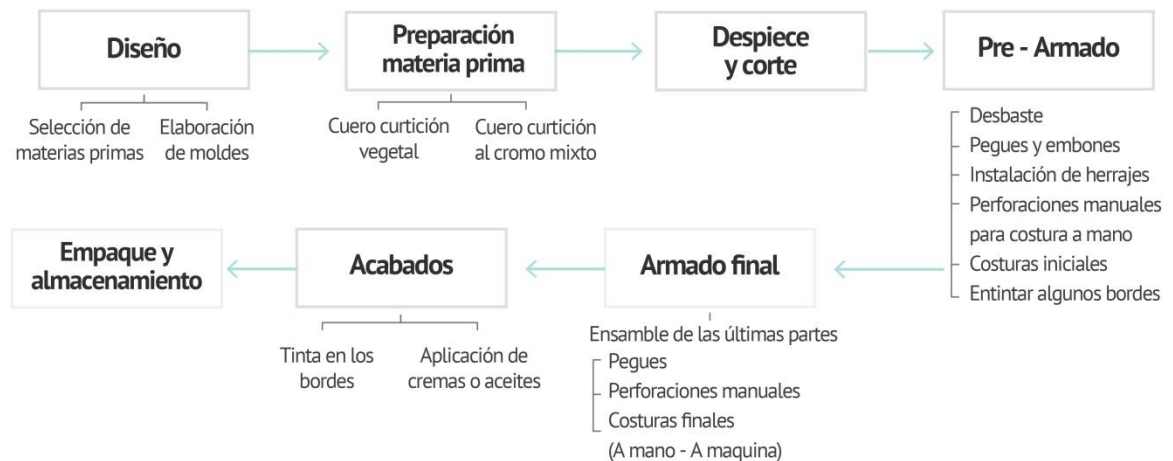 Diseño
Selección de
materias primas
Elaboración
de moldes
Preparación
materia prima
Cuero curtición
vegetal
Cuero curtición
al cromo mixto
Despiece
y corte
Pre - Armado
Desbaste
Pegues y embones
Instalación de herrajes
Perforaciones manuales
para costura a mano
Costuras iniciales
Entintar algunos bordes
Armado final
Ensamble de las últimas partes
Pegues
Perforaciones manuales
Costuras finales
(A mano - A maquina)
Acabados
Tinta en los
bordes
Aplicación de
cremas o aceites
Empaque y
almacenamiento